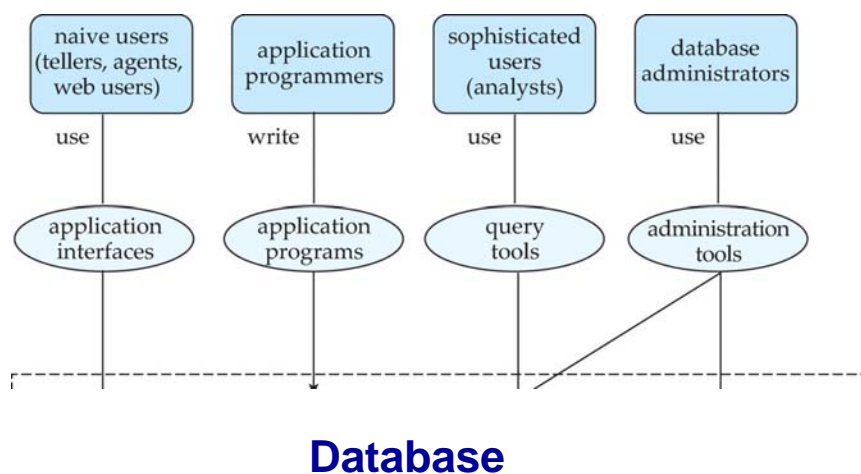 naive users
(tellers, agents,
web users)
application
programmers
sophisticated
users
(analysts)
database
administrators
use
write
use
use
application
interfaces
application
programs
query
tools
administration
tools
Database